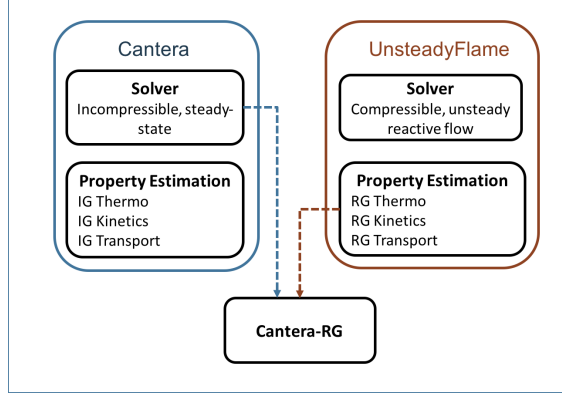 Cantera
Solver
Incompressible, steady-
state
Property Estimation
IG Thermo
IG Kinetics
IG Transport
UnsteadyFlame
Solver
Compressible, unsteady
reactive flow
Property Estimation
RG Thermo
RG Kinetics
RG Transport
Cantera-RG